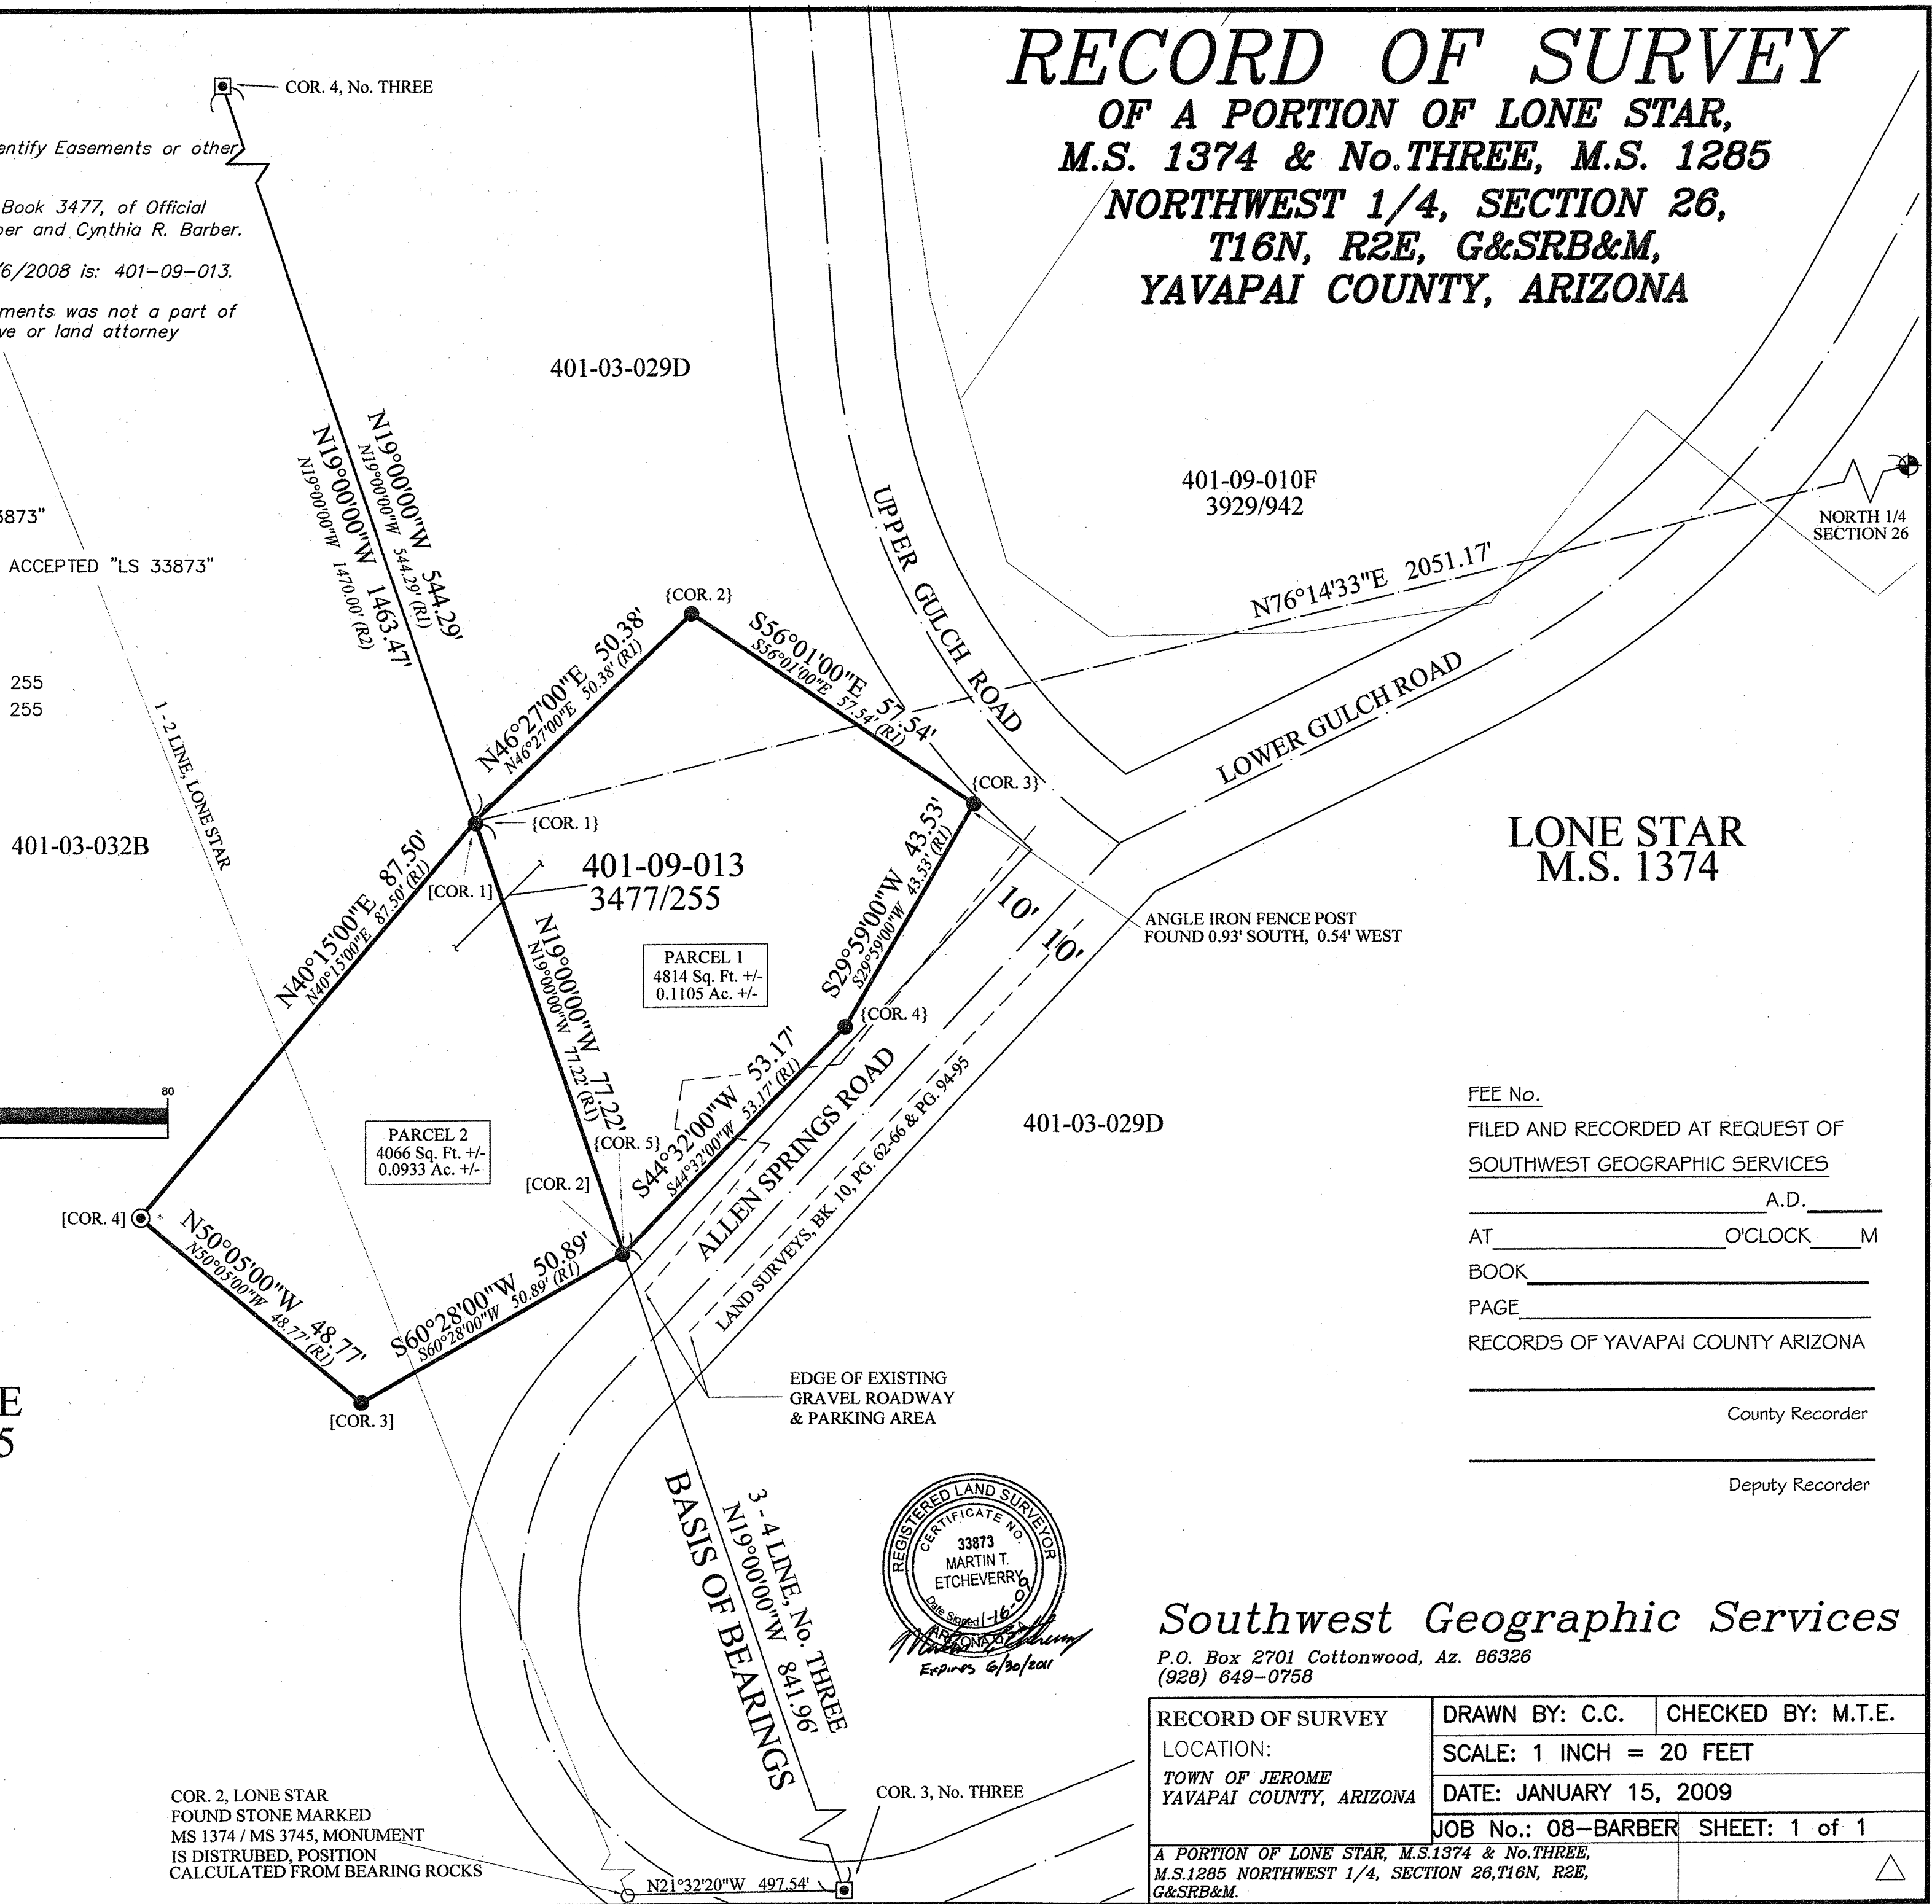 RECORD OF SURVEY
OF A PORTION OF LONE STAR,
M.S. 1374 & No.THREE, M.S. 1285
NORTHWEST 1/4, SECTION 26,
T16N, R2E, G&SRB&M,
YAVAPAI COUNTY, ARIZONA
COR. 4, No. THREE
entify Easements or other
Book 3477, of Official
per and Cynthia R. Barber.
/6/2008 is: 401-09-013.
ments was not a part of
ve or land attorney
401-03-029D
N19°00'00"W 544.29'
N19°00'00"W 544.29' (R1)
N19°00'00"W 1463.47'
N19°00'00"W 1470.00' (R2)
3873"
ACCEPTED "LS 33873"
255
255
1 - 2 LINE, LONE STAR
401-03-032B
UPPER GULCH ROAD
401-09-010F
3929/942
NORTH 1/4
SECTION 26
N76°14'33"E 2051.17'
LOWER GULCH ROAD
{COR. 2}
N46°27'00"E 50.38'
N46°27'00"E 50.38' (R1)
S56°01'00"E 57.54'
S56°01'00"E 57.54' (R1)
{COR. 3}
{COR. 1}
[COR. 1]
401-09-013
3477/255
N40°15'00"E 87.50'
N40°15'00"E 87.50' (R1)
N19°00'00"W 77.22'
N19°00'00"W 77.22' (R1)
PARCEL 1
4814 Sq. Ft. +/-
0.1105 Ac. +/-
S29°59'00"W 43.53'
S29°59'00"W 43.53' (R1)
10'
10'
ANGLE IRON FENCE POST
FOUND 0.93' SOUTH, 0.54' WEST
LONE STAR
M.S. 1374
{COR. 4}
S44°32'00"W 53.17'
S44°32'00"W 53.17' (R1)
ALLEN SPRINGS ROAD
LAND SURVEYS, BK. 10, PG. 62-66 & PG. 94-95
401-03-029D
80
PARCEL 2
4066 Sq. Ft. +/-
0.0933 Ac. +/-
{COR. 5}
[COR. 2]
[COR. 4]
*
N50°05'00"W 48.77'
N50°05'00"W 48.77' (R1)
S60°28'00"W 50.89'
S60°28'00"W 50.89' (R1)
[COR. 3]
E
5
EDGE OF EXISTING
GRAVEL ROADWAY
& PARKING AREA
FEE No.
FILED AND RECORDED AT REQUEST OF
SOUTHWEST GEOGRAPHIC SERVICES
A.D.
AT O'CLOCK M
BOOK
PAGE
RECORDS OF YAVAPAI COUNTY ARIZONA
County Recorder
Deputy Recorder
BASIS OF BEARINGS
3 - 4 LINE, No. THREE
N19°00'00"W 841.96'
REGISTERED LAND SURVEYOR
CERTIFICATE NO.
33873
MARTIN T.
ETCHEVERRY
Date Signed 1-16-09
ARIZONA U.S.A.
Expires 6/30/2011
COR. 2, LONE STAR
FOUND STONE MARKED
MS 1374 / MS 3745, MONUMENT
IS DISTRUBED, POSITION
CALCULATED FROM BEARING ROCKS
N21°32'20"W 497.54'
COR. 3, No. THREE
Southwest Geographic Services
P.O. Box 2701 Cottonwood, Az. 86326
(928) 649-0758
RECORD OF SURVEY
LOCATION:
TOWN OF JEROME
YAVAPAI COUNTY, ARIZONA
DRAWN BY: C.C. CHECKED BY: M.T.E.
SCALE: 1 INCH = 20 FEET
DATE: JANUARY 15, 2009
JOB No.: 08-BARBER SHEET: 1 of 1
A PORTION OF LONE STAR, M.S.1374 & No.THREE,
M.S.1285 NORTHWEST 1/4, SECTION 26,T16N, R2E,
G&SRB&M.